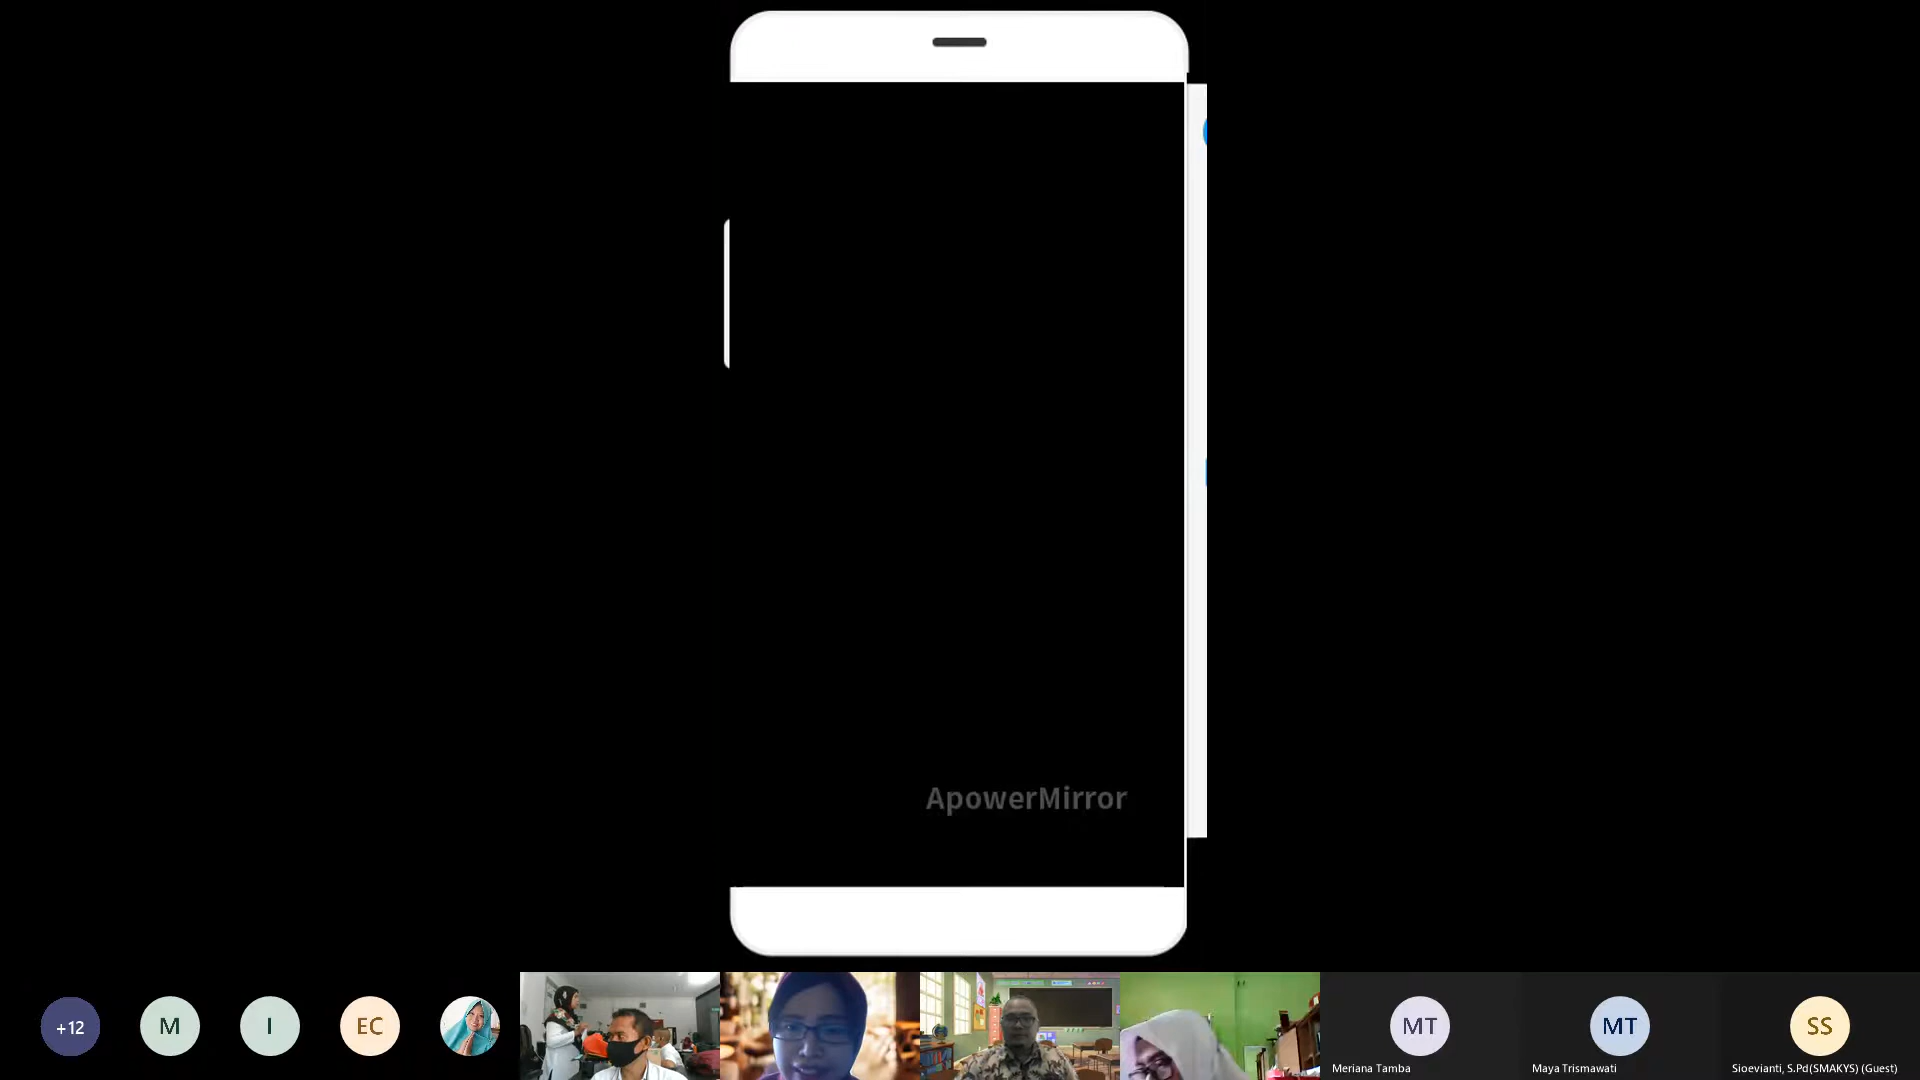 ApowerMirror
+12
M
I
EC
MT
MT
SS
Meriana Tamba
Maya Trismawati
Sioevianti, S.Pd(SMAKYS) (Guest)